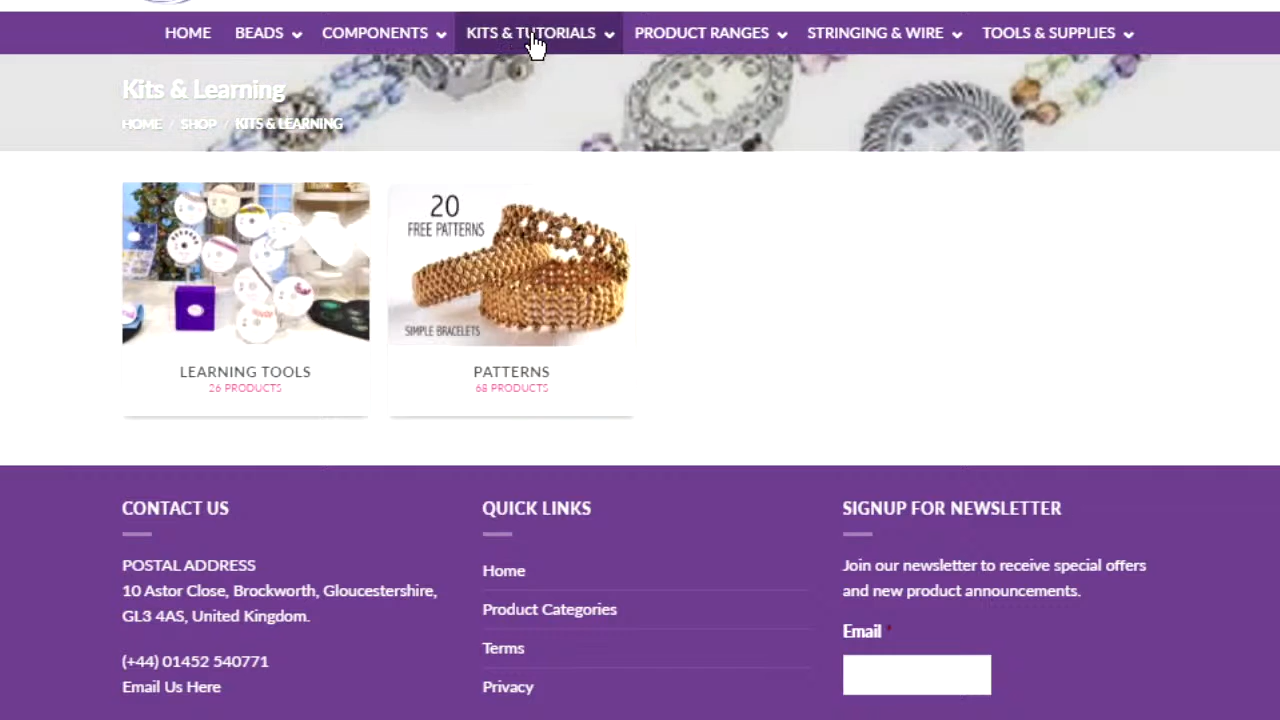 HOME BEADS COMPONENTS KITS & TUTORIALS PRODUCT RANGES STRINGING & WIRE TOOLS & SUPPLIES
Kits & Learning
HOME / SHOP / KITS & LEARNING
20
FREE PATTERNS
SIMPLE BRACELETS
LEARNING TOOLS
26 PRODUCTS
PATTERNS
68 PRODUCTS
CONTACT US
POSTAL ADDRESS
10 Astor Close, Brockworth, Gloucestershire,
GL3 4AS, United Kingdom.
(+44) 01452 540771
Email Us Here
QUICK LINKS
Home
Product Categories
Terms
Privacy
SIGNUP FOR NEWSLETTER
Join our newsletter to receive special offers
and new product announcements.
Email *